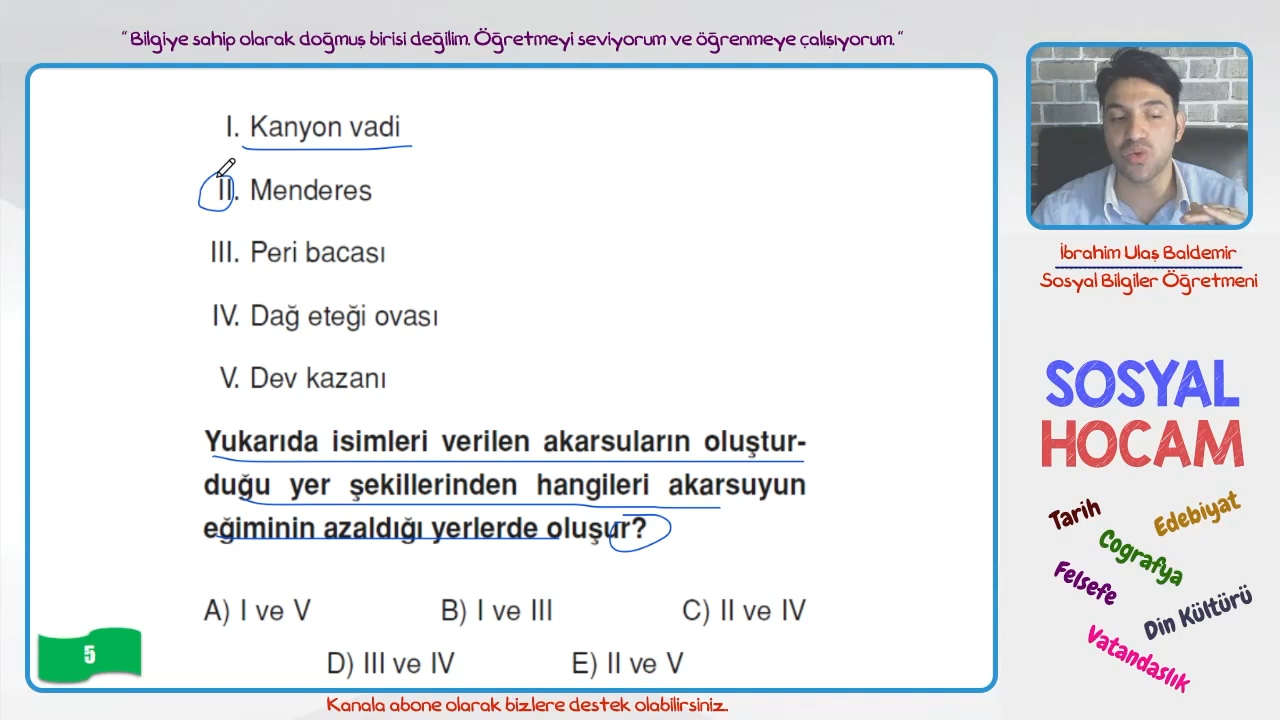 " Bilgiye sahip olarak doğmuş birisi değilim. Öğretmeyi seviyorum ve öğrenmeye çalışıyorum. "
I. Kanyon vadi
II. Menderes
III. Peri bacası
IV. Dağ eteği ovası
V. Dev kazanı
Yukarıda isimleri verilen akarsuların oluştur-
duğu yer şekillerinden hangileri akarsuyun
eğiminin azaldığı yerlerde oluşur?
A) I ve V B) I ve III C) II ve IV
D) III ve IV E) II ve V
5
Kanala abone olarak bizlere destek olabilirsiniz.
İbrahim Ulaş Baldemir
Sosyal Bilgiler Öğretmeni
SOSYAL
HOCAM
Tarih
Edebiyat
Coğrafya
Felsefe
Din Kültürü
Vatandaslık